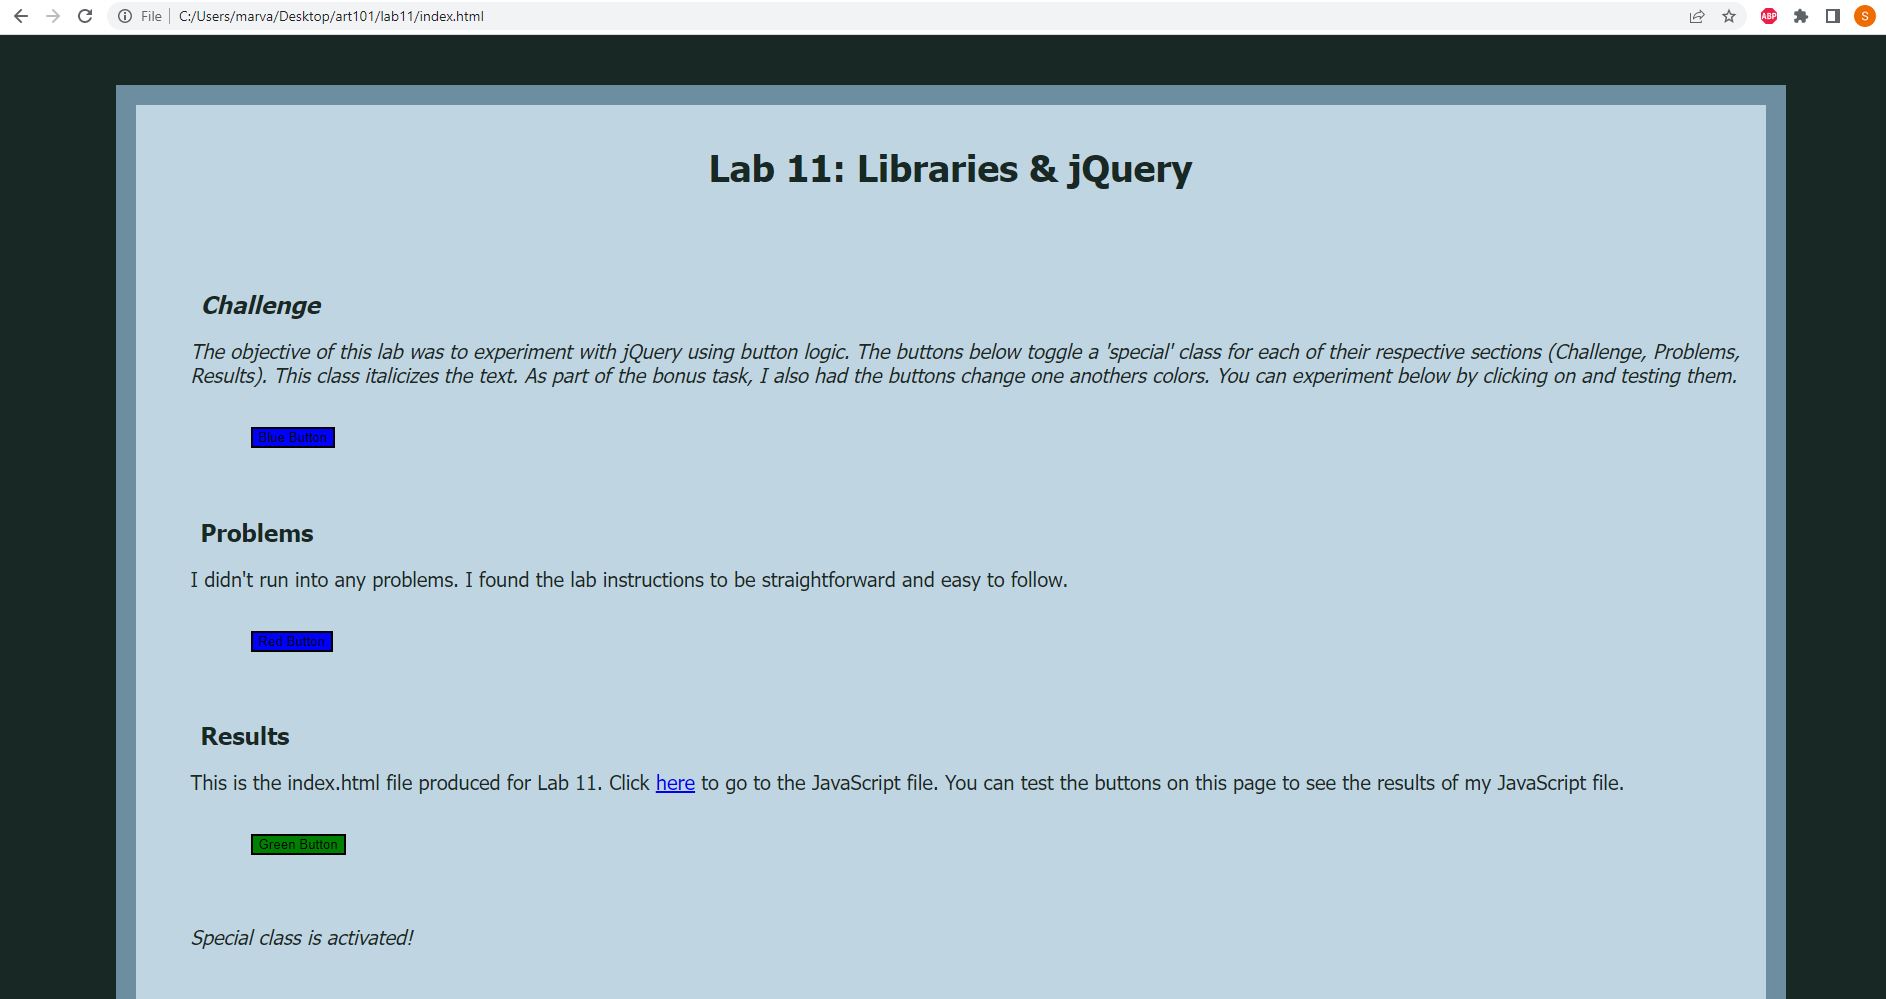 File C:/Users/marva/Desktop/art101/lab11/index.html
ABP
S
Lab 11: Libraries & jQuery
Challenge
The objective of this lab was to experiment with jQuery using button logic. The buttons below toggle a 'special' class for each of their respective sections (Challenge, Problems,
Results). This class italicizes the text. As part of the bonus task, I also had the buttons change one anothers colors. You can experiment below by clicking on and testing them.
Blue Button
Problems
I didn't run into any problems. I found the lab instructions to be straightforward and easy to follow.
Red Button
Results
This is the index.html file produced for Lab 11. Click here to go to the JavaScript file. You can test the buttons on this page to see the results of my JavaScript file.
Green Button
Special class is activated!